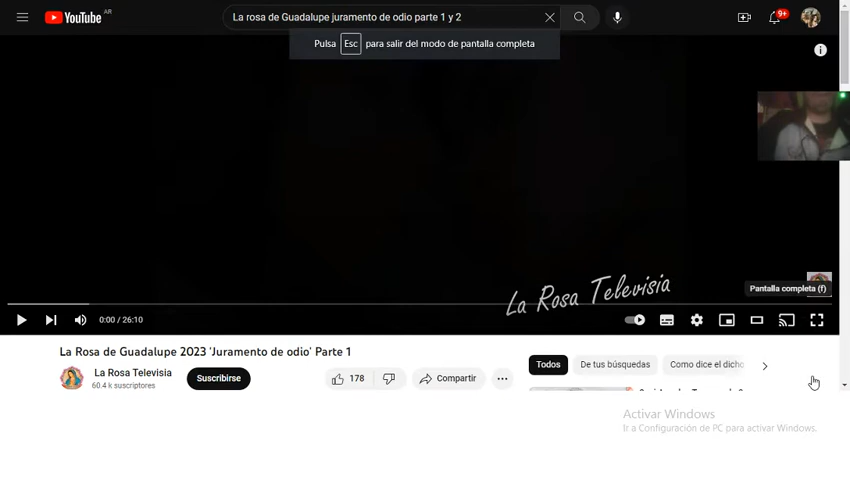 YouTube AR
La rosa de Guadalupe juramento de odio parte 1 y 2
9+
Pulsa Esc para salir del modo de pantalla completa
La Rosa Televisia
Pantalla completa (f)
0:00 / 26:10
La Rosa de Guadalupe 2023 'Juramento de odio' Parte 1
La Rosa Televisia
60.4 k suscriptores
Suscribirse
178
Compartir
Todos
De tus búsquedas
Como dice el dicho
Activar Windows
Ir a Configuración de PC para activar Windows.